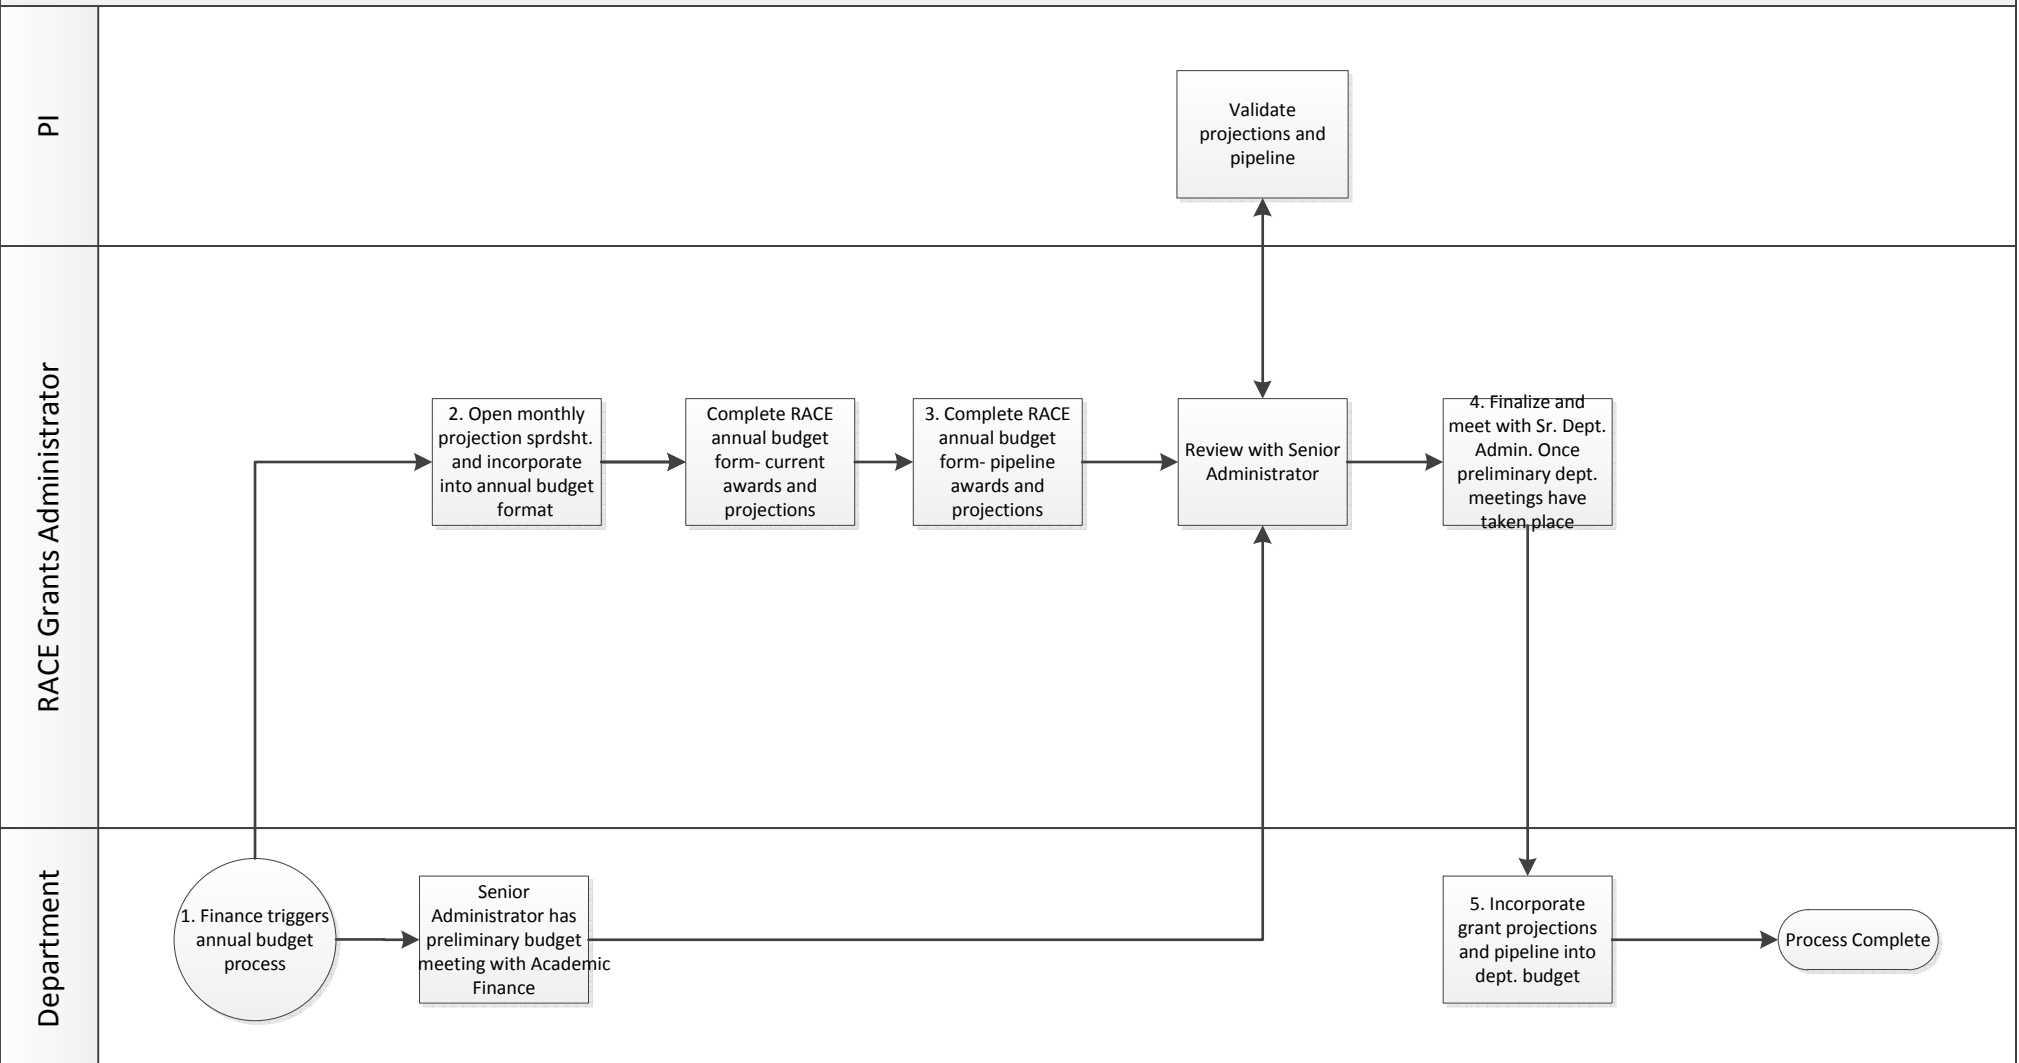 PI
Validate
projections and
pipeline
RACE Grants Administrator
2. Open monthly
projection sprdsht.
and incorporate
into annual budget
format
Complete RACE
annual budget
form- current
awards and
projections
3. Complete RACE
annual budget
form- pipeline
awards and
projections
Review with Senior
Administrator
4. Finalize and
meet with Sr. Dept.
Admin. Once
preliminary dept.
meetings have
taken place
Department
1. Finance triggers
annual budget
process
Senior
Administrator has
preliminary budget
meeting with Academic
Finance
5. Incorporate
grant projections
and pipeline into
dept. budget
Process Complete